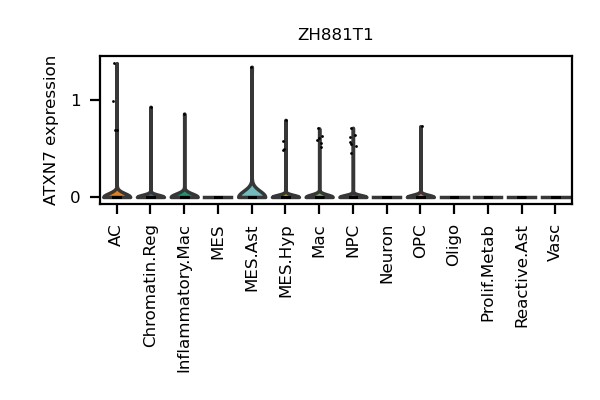 ZH881T1
ATXN7 expression
1
0
AC
Chromatin.Reg
Inflammatory.Mac
MES
MES.Ast
MES.Hyp
Mac
NPC
Neuron
OPC
Oligo
Prolif.Metab
Reactive.Ast
Vasc